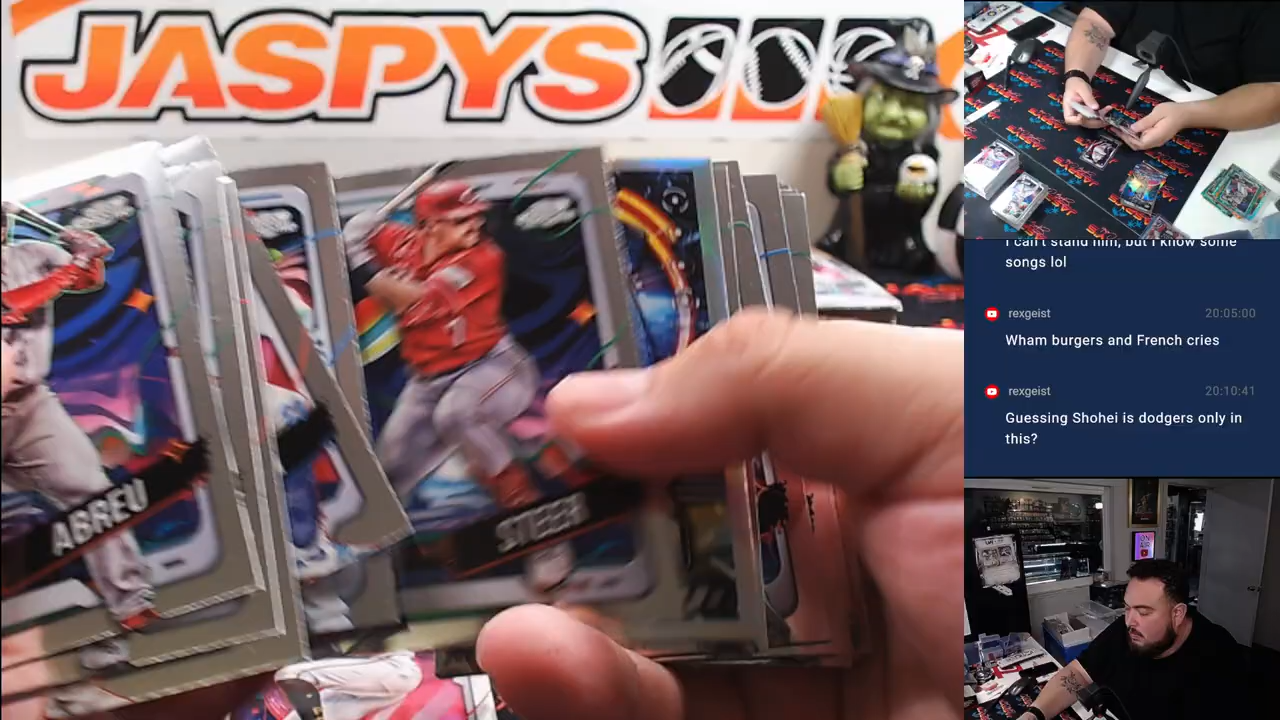 JASPYS
ABREU
STEER
I can't stand him, but I know some
songs lol
rexgeist 20:05:00
Wham burgers and French cries
rexgeist 20:10:41
Guessing Shohei is dodgers only in
this?